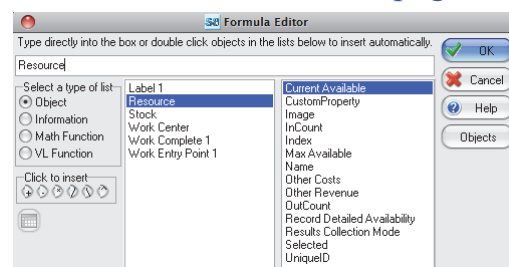 S8 Formula Editor
Type directly into the box or double click objects in the lists below to insert automatically.
Resource
Select a type of list
Object
Information
Math Function
VL Function
Click to insert
Label 1
Resource
Stock
Work Center
Work Complete 1
Work Entry Point 1
Current Available
CustomProperty
Image
InCount
Index
Max Available
Name
Other Costs
Other Revenue
OutCount
Record Detailed Availability
Results Collection Mode
Selected
UniqueID
OK
Cancel
Help
Objects